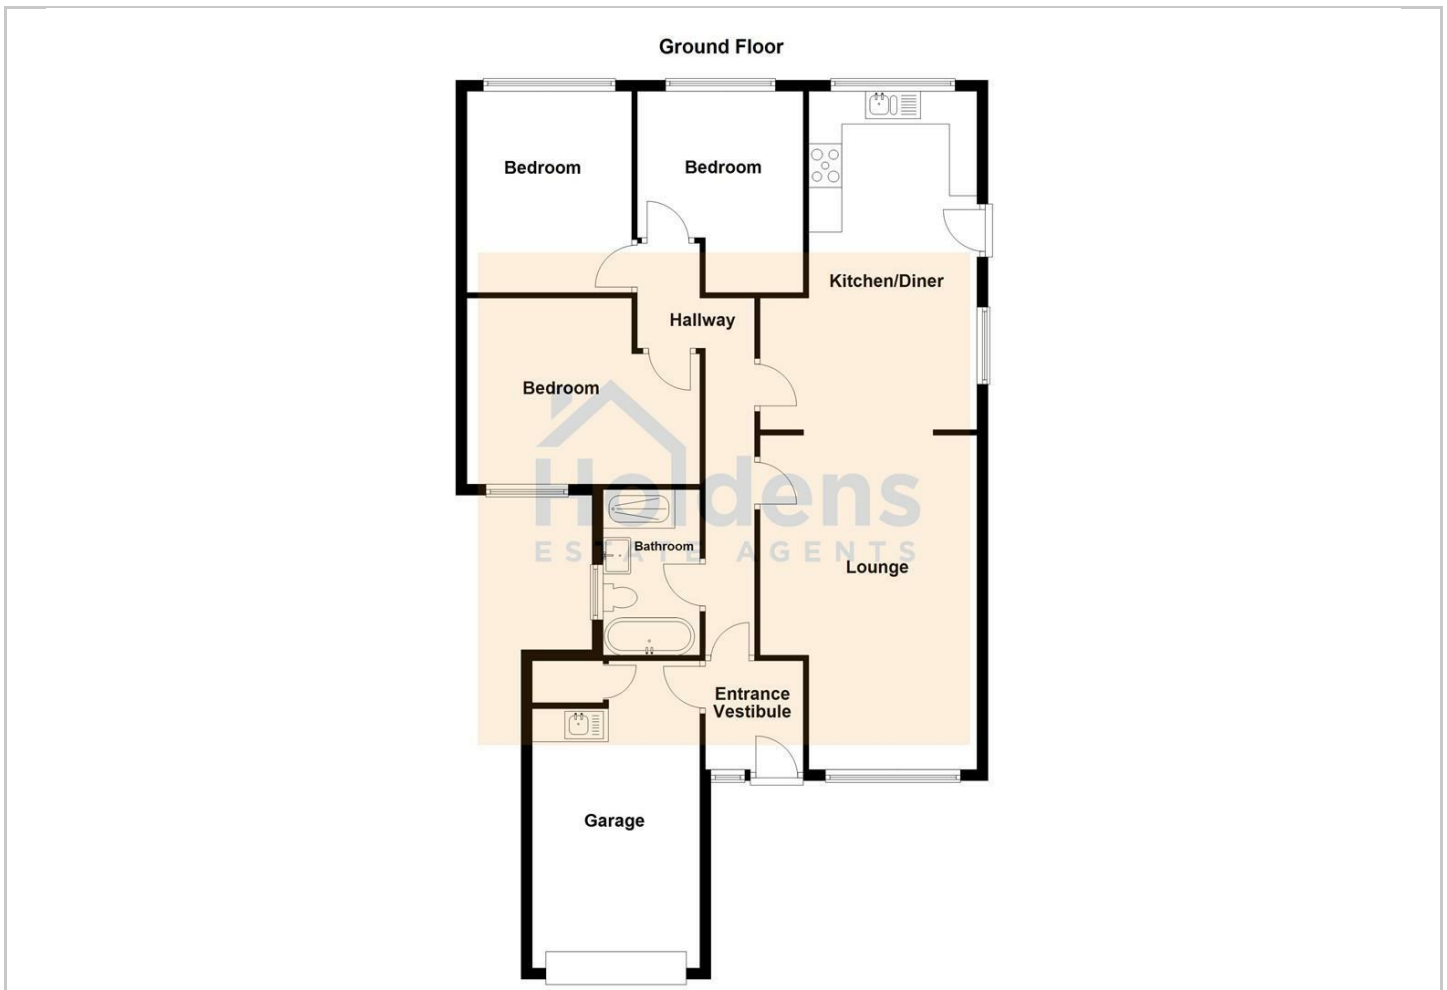 Ground Floor
Bedroom
Bedroom
Kitchen/Diner
Hallway
Bedroom
Holdens
ESTATE AGENTS
Bathroom
Lounge
Entrance
Vestibule
Garage